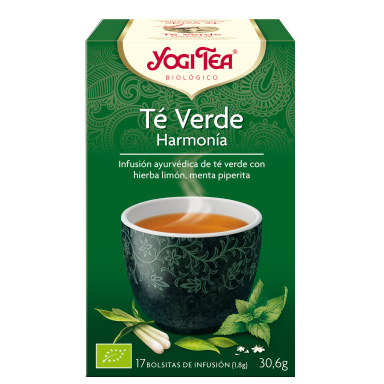 YOGI TEA®
BIOLÓGICO
Té Verde
Harmonía
Infusión ayurvédica de té verde con
hierba limón, menta piperita
17 BOLSITAS DE INFUSIÓN (1.8g)
30,6g